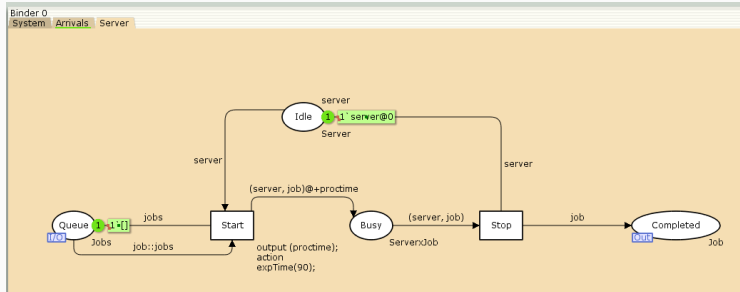 Binder 0
System Arrivals Server
server
Idle 1 1`server@0
Server
server
server
(server, job)@+proctime
Queue 1 1`[]
jobs
Start
Busy
(server, job)
Stop
job
Completed
I/O
Jobs
job::jobs
output (proctime);
action
expTime(90);
ServerxJob
Out
Job